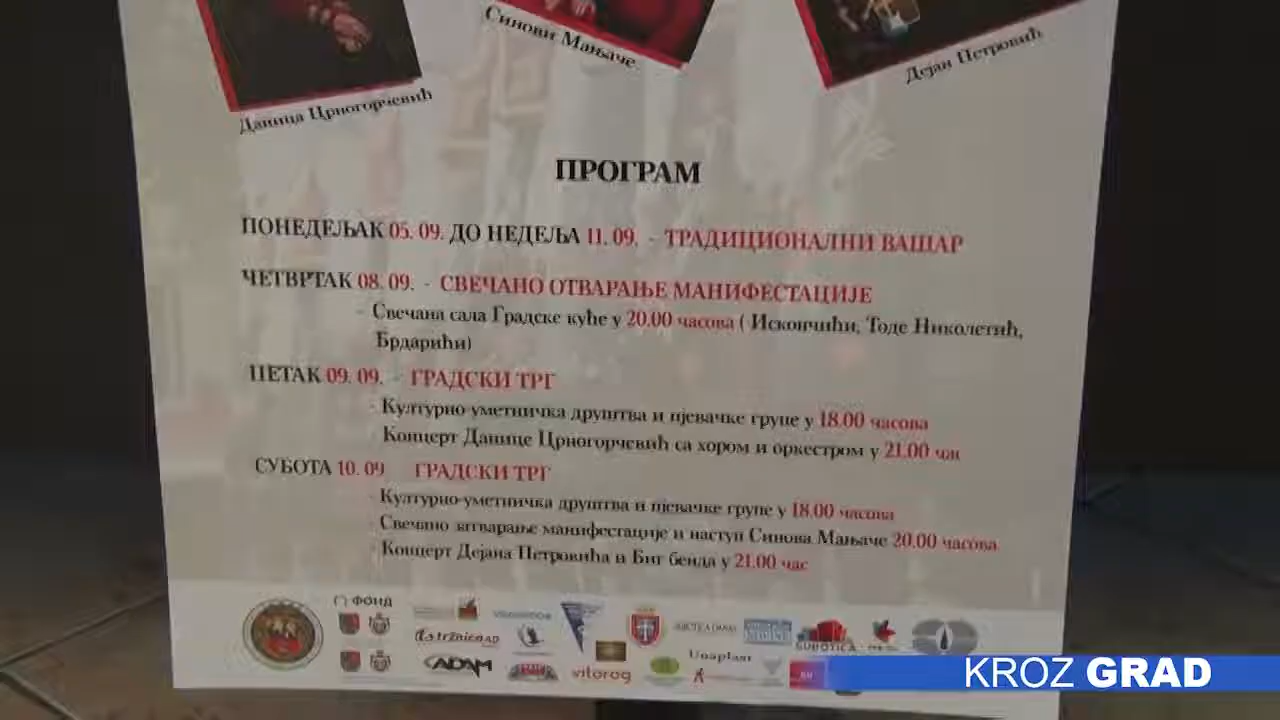 Даница Црногорчевић
Синови Мањаче
Дејан Петровић
ПРОГРАМ
ПОНЕДЕЉАК 05. 09. ДО НЕДЕЉА 11. 09. - ТРАДИЦИОНАЛНИ ВАШАР
ЧЕТВРТАК 08. 09. - СВЕЧАНО ОТВАРАЊЕ МАНИФЕСТАЦИЈЕ
- Свечана сала Градске куће у 20.00 часова ( Искончићи, Тоде Николетић,
Брдарићи)
ПЕТАК 09. 09. - ГРАДСКИ ТРГ
- Културно-уметничка друштва и пјевачке групе у 18.00 часова
- Концерт Данице Црногорчевић са хором и оркестром у 21.00 час
СУБОТА 10. 09 ГРАДСКИ ТРГ
- Културно-уметничка друштва и пјевачке групе у 18.00 часова
- Свечано затварање манифестације и наступ Синова Мањаче 20.00 часова
- Концерт Дејана Петровића и Биг бенда у 21.00 час
ФОНД
tržnica AD
SUBOTICA
Unaplast
ADAM
vitorog
KROZ GRAD